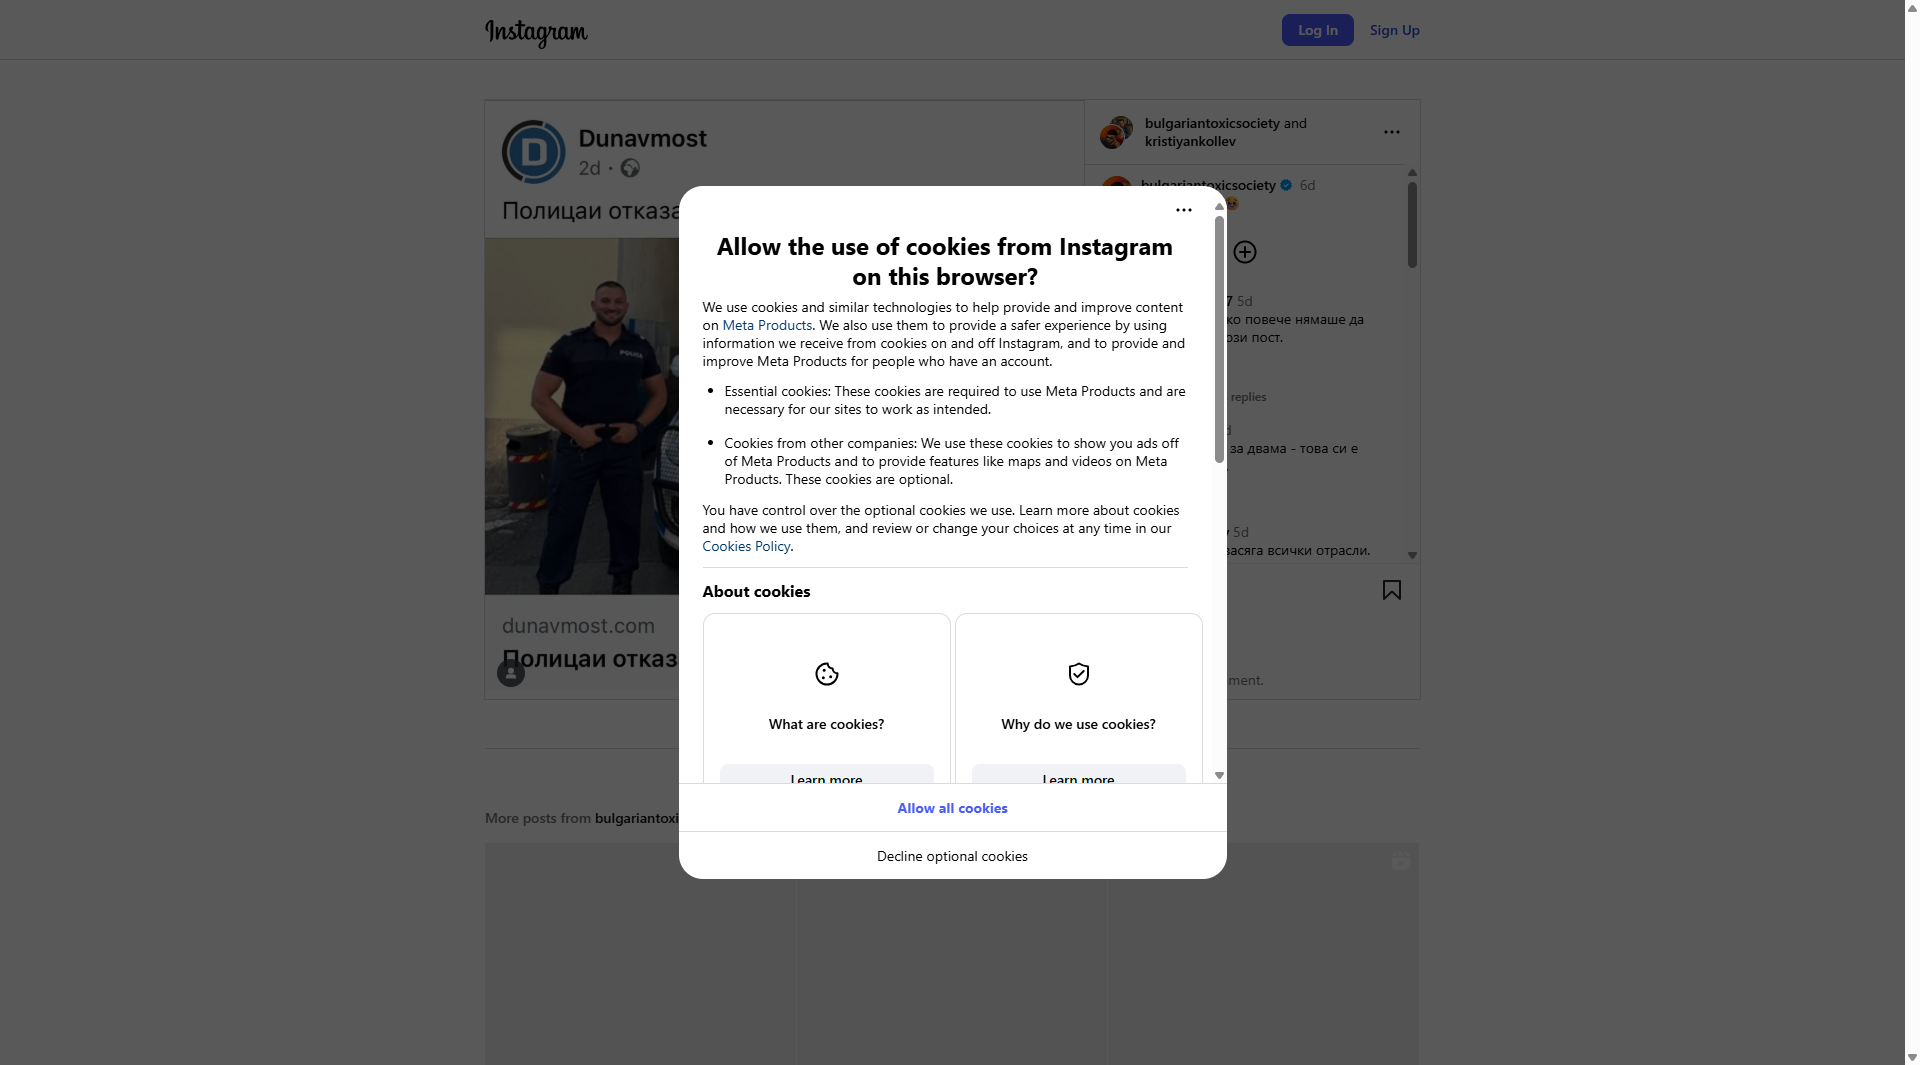 Instagram
Log In
Sign Up
Dunavmost
2d
Полицаи отказа
POLICE
dunavmost.com
Полицаи отказ
bulgariantoxicsociety and
kristiyankollev
bulgariantoxicsociety 6d
7 5d
ко повече нямаше да
ози пост.
replies
за двама - това си е
5d
засяга всички отрасли.
ment.
Allow the use of cookies from Instagram
on this browser?
We use cookies and similar technologies to help provide and improve content
on Meta Products. We also use them to provide a safer experience by using
information we receive from cookies on and off Instagram, and to provide and
improve Meta Products for people who have an account.
Essential cookies: These cookies are required to use Meta Products and are
necessary for our sites to work as intended.
Cookies from other companies: We use these cookies to show you ads off
of Meta Products and to provide features like maps and videos on Meta
Products. These cookies are optional.
You have control over the optional cookies we use. Learn more about cookies
and how we use them, and review or change your choices at any time in our
Cookies Policy.
About cookies
What are cookies?
Learn more
Why do we use cookies?
Learn more
Allow all cookies
Decline optional cookies
More posts from bulgariantoxi